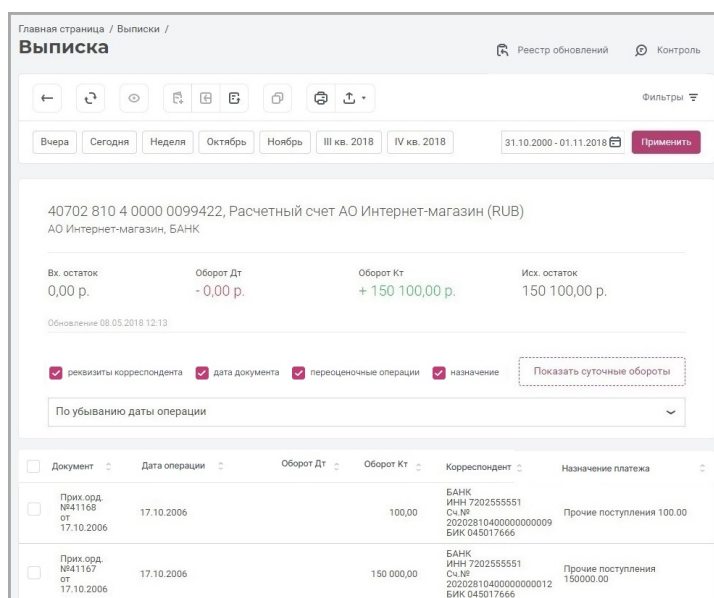 Главная страница / Выписки /
Выписка
Реестр обновлений
Контроль
Фильтры
Вчера
Сегодня
Неделя
Октябрь
Ноябрь
III кв. 2018
IV кв. 2018
31.10.2000 - 01.11.2018
Применить
40702 810 4 0000 0099422, Расчетный счет АО Интернет-магазин (RUB)
АО Интернет-магазин, БАНК
Вх. остаток
Оборот Дт
Оборот Кт
Исх. остаток
0,00 р.
- 0,00 р.
+ 150 100,00 р.
150 100,00 р.
Обновление 08.05.2018 12:13
реквизиты корреспондента
дата документа
переоценочные операции
назначение
Показать суточные обороты
По убыванию даты операции
Документ
Дата операции
Оборот Дт
Оборот Кт
Корреспондент
Назначение платежа
Прих.орд.
№41168
от
17.10.2006
17.10.2006
100,00
БАНК
ИНН 7202555551
Сч.№
20202810400000000009
БИК 045017666
Прочие поступления 100.00
Прих.орд.
№41167
от
17.10.2006
17.10.2006
150 000,00
БАНК
ИНН 7202555551
Сч.№
20202810400000000012
БИК 045017666
Прочие поступления
150000.00